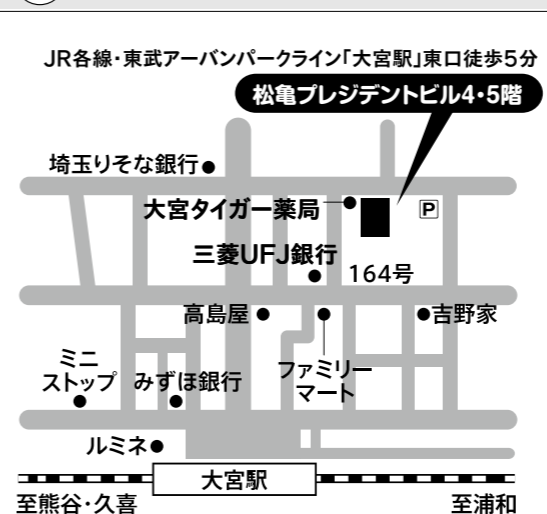 JR各線・東武アーバンパークライン「大宮駅」東口徒歩5分
松亀プレジデントビル4・5階
埼玉りそな銀行
大宮タイガー薬局
P
三菱UFJ銀行
164号
高島屋
吉野家
ミニ
ストップ
みずほ銀行
ファミリー
マート
ルミネ
大宮駅
至熊谷・久喜
至浦和